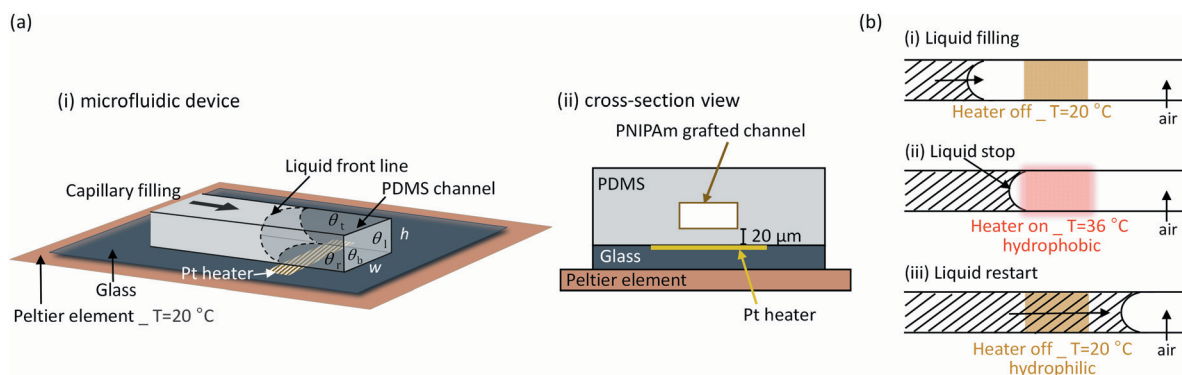 (a)
(i) microfluidic device
Liquid front line
Capillary filling
PDMS channel
θt
θl
h
θr
θb
w
Pt heater
Glass
Peltier element _ T=20 °C
(ii) cross-section view
PNIPAm grafted channel
PDMS
20 μm
Glass
Peltier element
Pt heater
(b)
(i) Liquid filling
Heater off _ T=20 °C
air
(ii) Liquid stop
Heater on _ T=36 °C
hydrophobic
air
(iii) Liquid restart
Heater off _ T=20 °C
hydrophilic
air